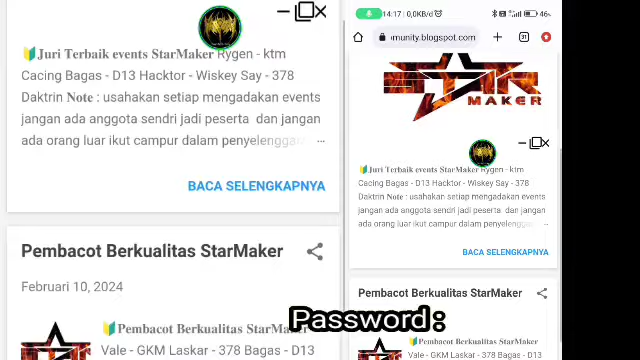 🔰𝐉𝐮𝐫𝐢 𝐓𝐞𝐫𝐛𝐚𝐢𝐤 𝐞𝐯𝐞𝐧𝐭𝐬 𝐒𝐭𝐚𝐫𝐌𝐚𝐤𝐞𝐫 Rygen - ktm
Cacing Bagas - D13 Hacktor - Wiskey Say - 378
Daktrin 𝐍𝐨𝐭𝐞 : usahakan setiap mengadakan events
jangan ada anggota sendri jadi peserta dan jangan
ada orang luar ikut campur dalam penyelenggaraa ...
BACA SELENGKAPNYA
Pembacot Berkualitas StarMaker
Februari 10, 2024
🔰𝐏𝐞𝐦𝐛𝐚𝐜𝐨𝐭 𝐁𝐞𝐫𝐤𝐮𝐚𝐥𝐢𝐭𝐚𝐬 𝐒𝐭𝐚𝐫𝐌𝐚𝐤𝐞𝐫
Vale - GKM Laskar - 378 Bagas - D13
14:17 | 0,0KB/d
46%
munity.blogspot.com
31
STAR
MAKER
🔰𝐉𝐮𝐫𝐢 𝐓𝐞𝐫𝐛𝐚𝐢𝐤 𝐞𝐯𝐞𝐧𝐭𝐬 𝐒𝐭𝐚𝐫𝐌𝐚𝐤𝐞𝐫 Rygen - ktm
Cacing Bagas - D13 Hacktor - Wiskey Say - 378
Daktrin 𝐍𝐨𝐭𝐞 : usahakan setiap mengadakan events
jangan ada anggota sendri jadi peserta dan jangan
ada orang luar ikut campur dalam penyelenggaraa ...
BACA SELENGKAPNYA
Pembacot Berkualitas StarMaker
Vale - GKM Laskar - 378 Bagas - D13
Password :